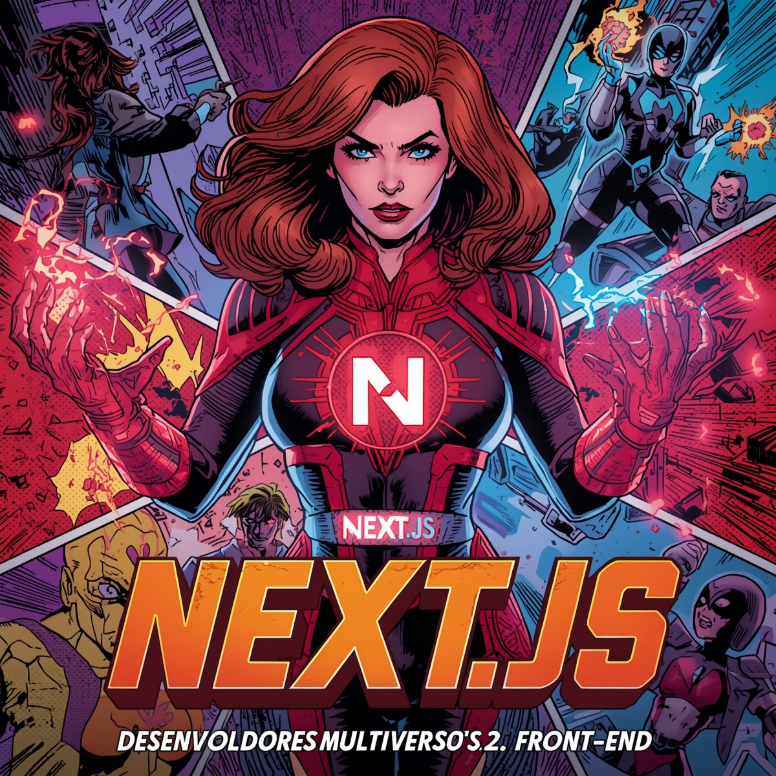 N
NEXT.JS
NEXT.JS
DESENVOLDORES MULTIVERSO'S.2. FRONT-END